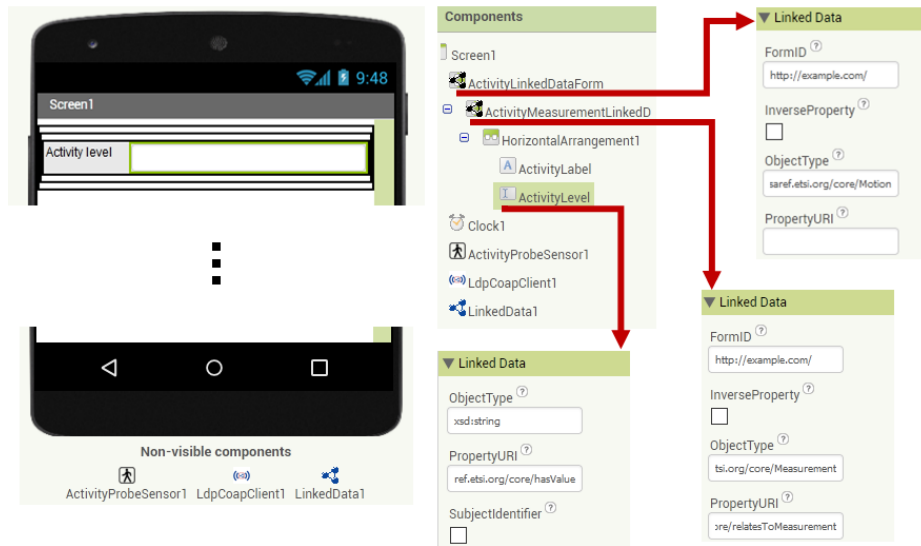 9:48
Screen1
Activity level
Non-visible components
ActivityProbeSensor1 LdpCoapClient1 LinkedData1
Components
Screen1
ActivityLinkedDataForm
ActivityMeasurementLinkedD
HorizontalArrangement1
A ActivityLabel
ActivityLevel
Clock1
ActivityProbeSensor1
LdpCoapClient1
LinkedData1
Linked Data
ObjectType ?
xsd:string
PropertyURI ?
ref.etsi.org/core/hasValue
SubjectIdentifier ?
Linked Data
FormID ?
http://example.com/
InverseProperty ?
ObjectType ?
saref.etsi.org/core/Motion
PropertyURI ?
Linked Data
FormID ?
http://example.com/
InverseProperty ?
ObjectType ?
tsi.org/core/Measurement
PropertyURI ?
ore/relatesToMeasurement